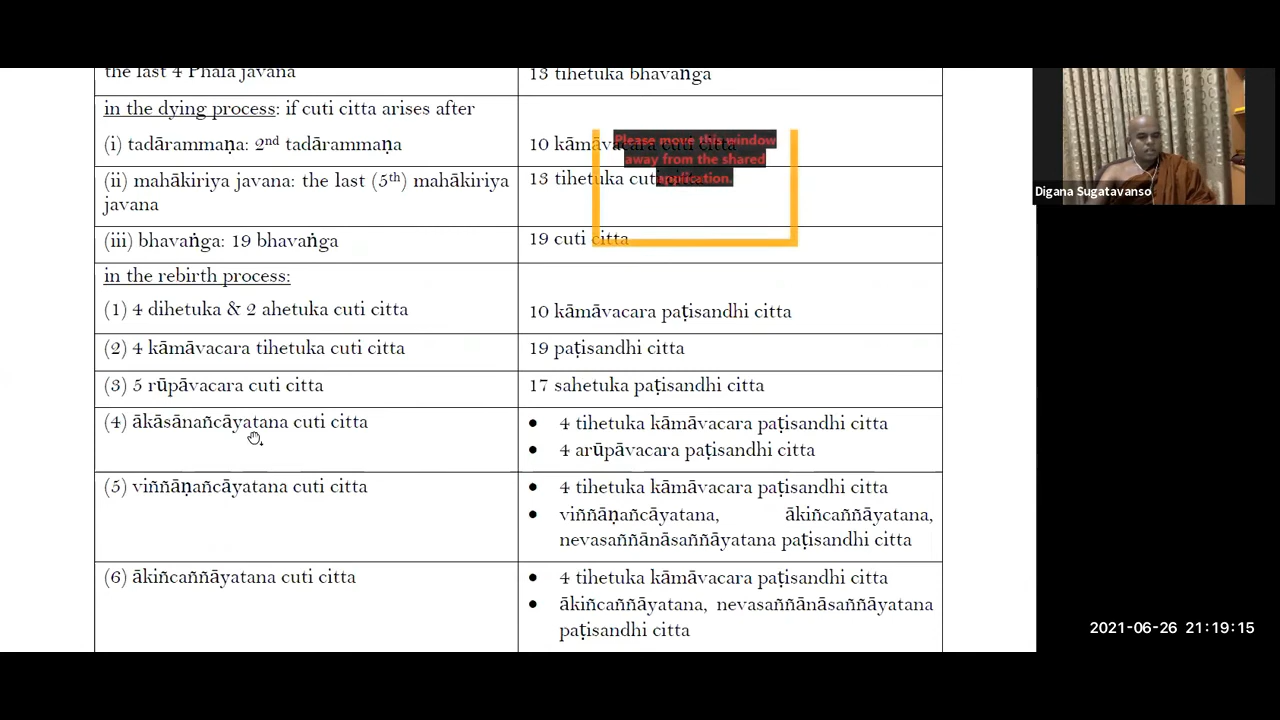 the last 4 Phala javana
13 tihetuka bhavaṅga
in the dying process: if cuti citta arises after
(i) tadārammaṇa: 2nd tadārammaṇa
10 kāmāvacara cuti citta
Please move this window
away from the shared
application.
(ii) mahākiriya javana: the last (5th) mahākiriya
javana
13 tihetuka cuti
(iii) bhavaṅga: 19 bhavaṅga
19 cuti citta
in the rebirth process:
(1) 4 dihetuka & 2 ahetuka cuti citta
10 kāmāvacara paṭisandhi citta
(2) 4 kāmāvacara tihetuka cuti citta
19 paṭisandhi citta
(3) 5 rūpāvacara cuti citta
17 sahetuka paṭisandhi citta
(4) ākāsānañcāyatana cuti citta
• 4 tihetuka kāmāvacara paṭisandhi citta
• 4 arūpāvacara paṭisandhi citta
(5) viññāṇañcāyatana cuti citta
• 4 tihetuka kāmāvacara paṭisandhi citta
• viññāṇañcāyatana, ākiñcaññāyatana,
nevasaññānāsaññāyatana paṭisandhi citta
(6) ākiñcaññāyatana cuti citta
• 4 tihetuka kāmāvacara paṭisandhi citta
• ākiñcaññāyatana, nevasaññānāsaññāyatana
paṭisandhi citta
Digana Sugatavanso
2021-06-26 21:19:15